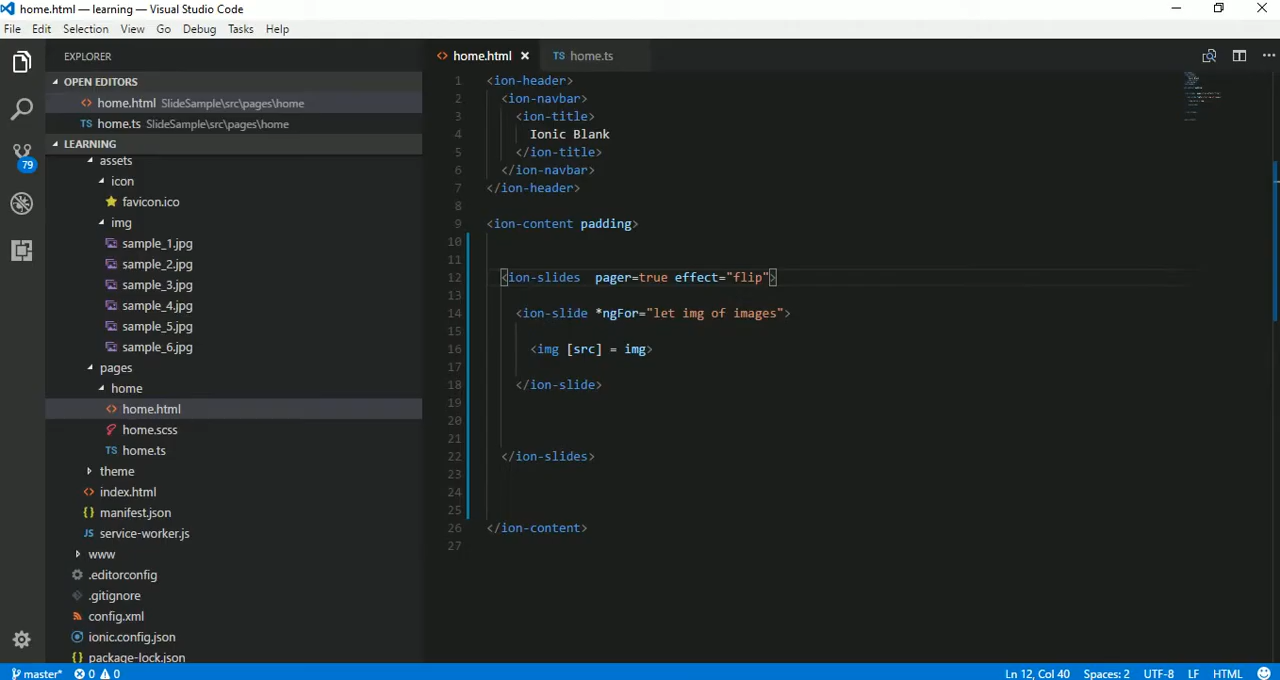 home.html — learning — Visual Studio Code
File Edit Selection View Go Debug Tasks Help
EXPLORER
OPEN EDITORS
home.html SlideSample\src\pages\home
TS home.ts SlideSample\src\pages\home
LEARNING
79
assets
icon
favicon.ico
img
sample_1.jpg
sample_2.jpg
sample_3.jpg
sample_4.jpg
sample_5.jpg
sample_6.jpg
pages
home
home.html
home.scss
TS home.ts
theme
index.html
{} manifest.json
JS service-worker.js
www
.editorconfig
.gitignore
config.xml
ionic.config.json
{} package-lock.json
<> home.html × TS home.ts
1 <ion-header>
2 <ion-navbar>
3 <ion-title>
4 Ionic Blank
5 </ion-title>
6 </ion-navbar>
7 </ion-header>
8
9 <ion-content padding>
10
11
12 <ion-slides  pager=true effect="flip">
13
14 <ion-slide *ngFor="let img of images">
15
16 <img [src] = img>
17
18 </ion-slide>
19
20
21
22 </ion-slides>
23
24
25
26 </ion-content>
27
master* 0 0 Ln 12, Col 40 Spaces: 2 UTF-8 LF HTML